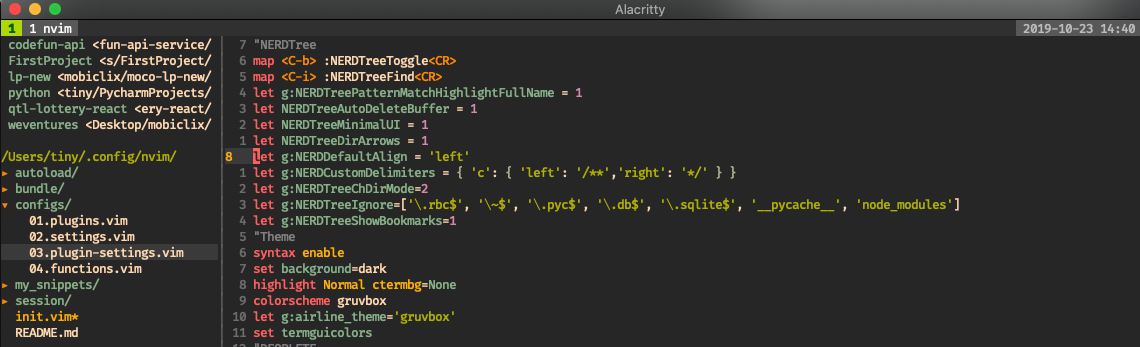 Alacritty
1 1 nvim 2019-10-23 14:40
codefun-api <fun-api-service/
FirstProject <s/FirstProject/
lp-new <mobiclix/moco-lp-new/
python <tiny/PycharmProjects/
qtl-lottery-react <ery-react/
weventures <Desktop/mobiclix/
/Users/tiny/.config/nvim/
▸ autoload/
▸ bundle/
▾ configs/
01.plugins.vim
02.settings.vim
03.plugin-settings.vim
04.functions.vim
▸ my_snippets/
▸ session/
init.vim*
README.md
7 "NERDTree
6 map <C-b> :NERDTreeToggle<CR>
5 map <C-i> :NERDTreeFind<CR>
4 let g:NERDTreePatternMatchHighlightFullName = 1
3 let NERDTreeAutoDeleteBuffer = 1
2 let NERDTreeMinimalUI = 1
1 let NERDTreeDirArrows = 1
8 let g:NERDDefaultAlign = 'left'
1 let g:NERDCustomDelimiters = { 'c': { 'left': '/**','right': '*/' } }
2 let g:NERDTreeChDirMode=2
3 let g:NERDTreeIgnore=['\.rbc$', '\~$', '\.pyc$', '\.db$', '\.sqlite$', '__pycache__', 'node_modules']
4 let g:NERDTreeShowBookmarks=1
5 "Theme
6 syntax enable
7 set background=dark
8 highlight Normal ctermbg=None
9 colorscheme gruvbox
10 let g:airline_theme='gruvbox'
11 set termguicolors